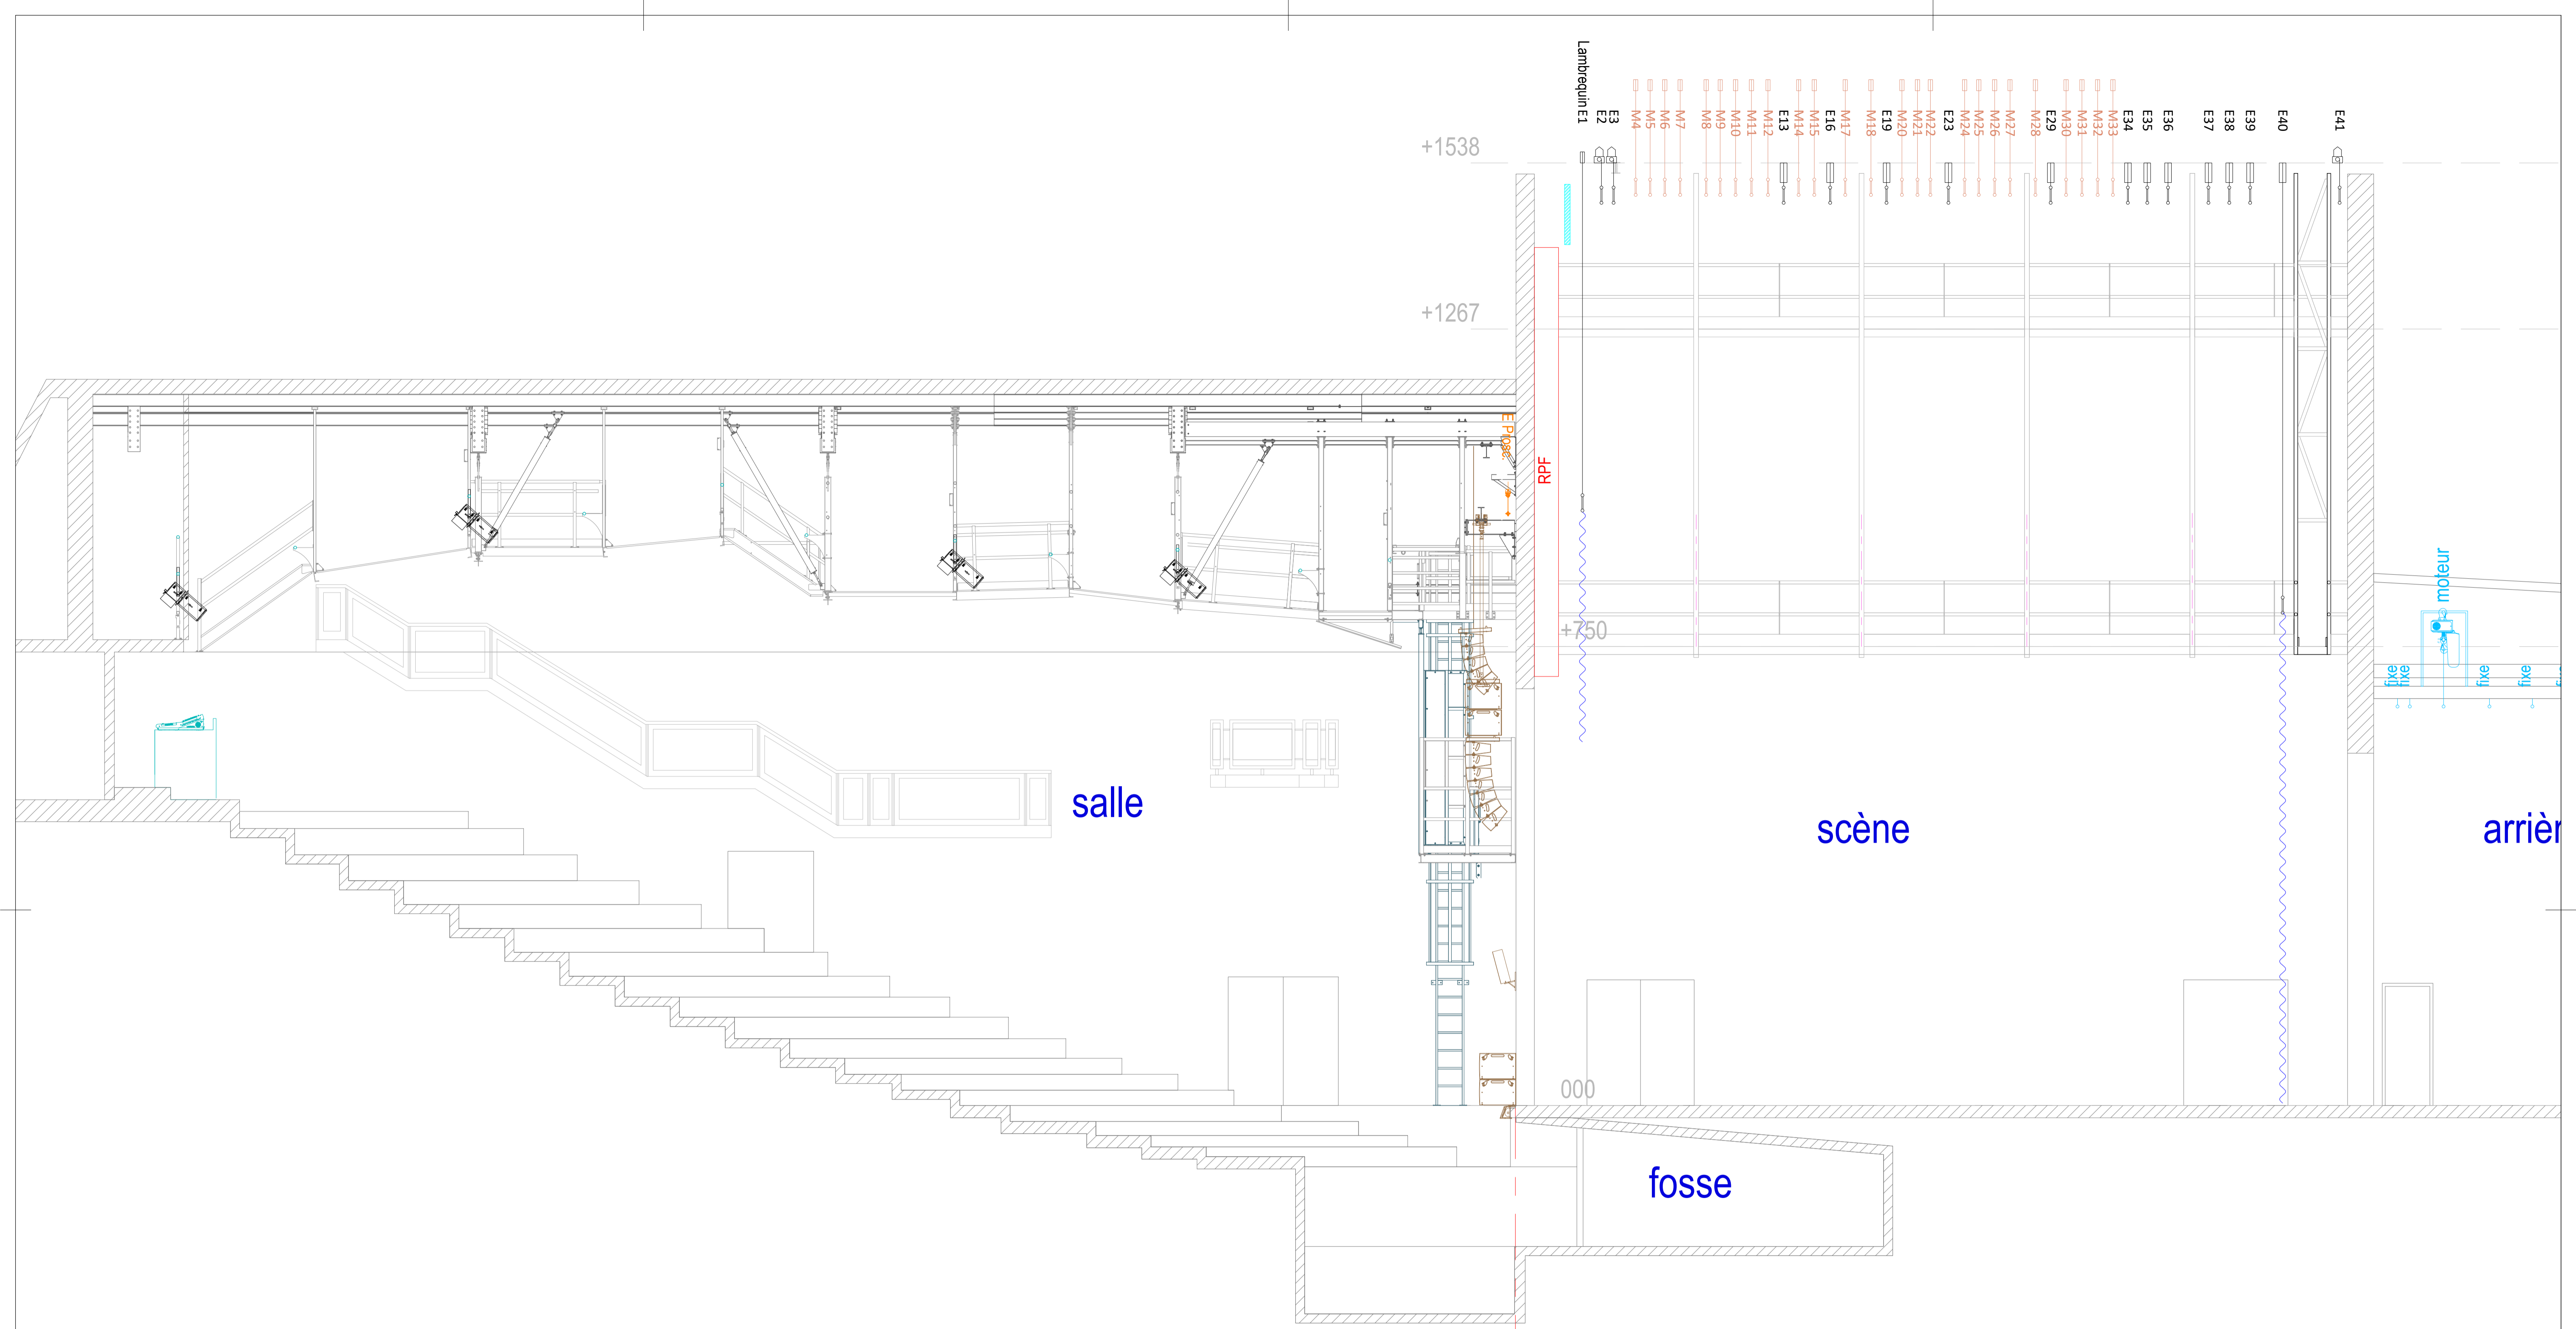 Lambrequin E1
E2
E3
M4
M5
M6
M7
M8
M9
M10
M11
M12
E13
M14
M15
E16
M17
M18
E19
M20
M21
M22
E23
M24
M25
M26
M27
M28
E29
M30
M31
M32
M33
E34
E35
E36
E37
E38
E39
E40
E41
+1538
+1267
E Prosc.
RPF
+750
moteur
fixe
fixe
fixe
fixe
salle
scène
arrièr
000
fosse